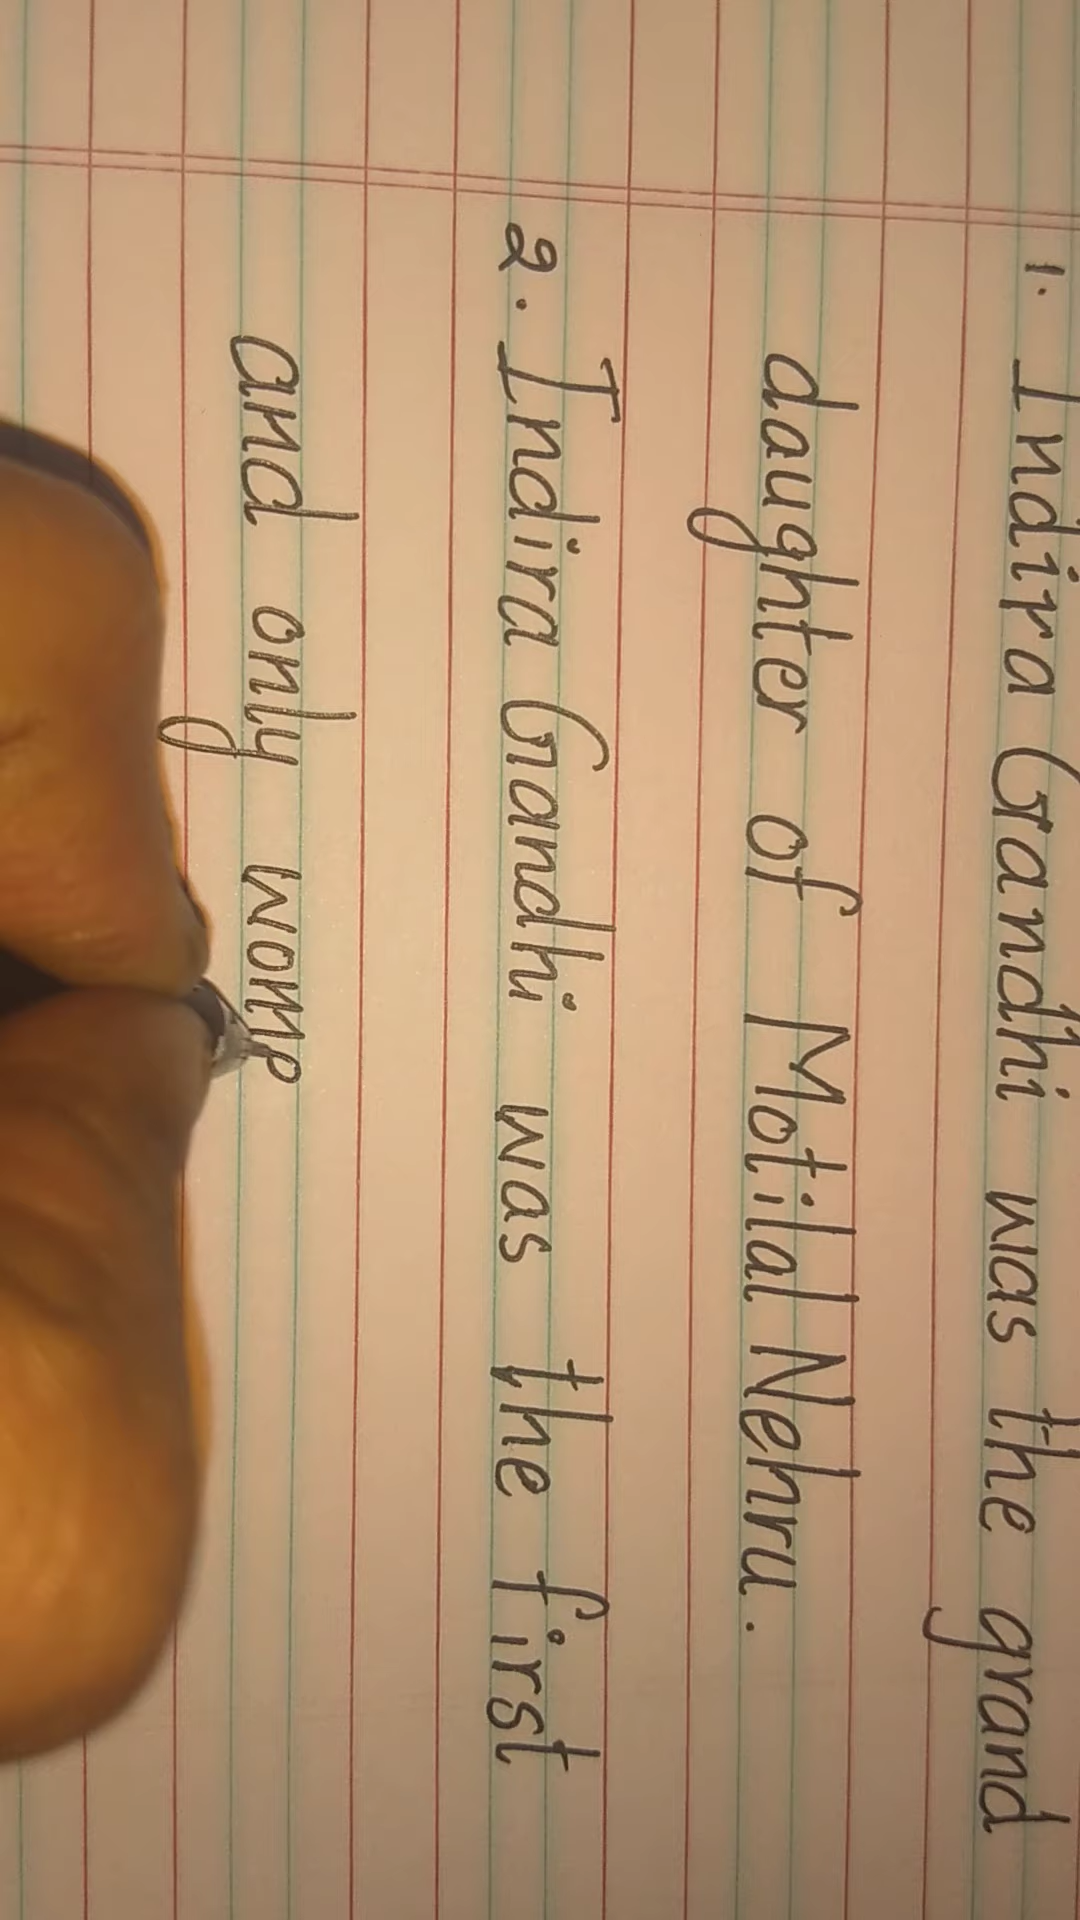 1. Indira Gandhi was the grand
daughter of Motilal Nehru.
2. Indira Gandhi was the first
and only wome